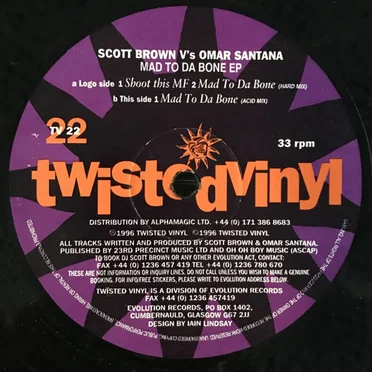 SCOTT BROWN V's OMAR SANTANA
MAD TO DA BONE EP
a Logo side 1 Shoot this MF 2 Mad To Da Bone (HARD MIX)
b This side 1 Mad To Da Bone (ACID MIX)
22
TV 22
33 rpm
twistedvinyl
DISTRIBUTION BY ALPHAMAGIC LTD. +44 (0) 171 386 8683
©1996 TWISTED VINYL ℗1996 TWISTED VINYL
ALL TRACKS WRITTEN AND PRODUCED BY SCOTT BROWN & OMAR SANTANA.
PUBLISHED BY 23RD PRECINCT MUSIC LTD AND OH OH BOY MUSIC (ASCAP)
TO BOOK DJ SCOTT BROWN OR ANY OTHER EVOLUTION ACT, CONTACT:
FAX +44 (0) 1236 457 419 TEL +44 (0) 1236 780 670
THESE ARE NOT INFORMATION OR INQUIRY LINES. DO NOT CALL UNLESS YOU WISH TO MAKE A GENUINE
BOOKING, FOR INFO/FREE STICKERS, PLEASE WRITE TO EVOLUTION ADDRESS BELOW.
TWISTED VINYL IS A DIVISION OF EVOLUTION RECORDS
FAX +44 (0) 1236 457419
EVOLUTION RECORDS, PO BOX 1402,
CUMBERNAULD, GLASGOW G67 2JJ
DESIGN BY IAIN LINDSAY